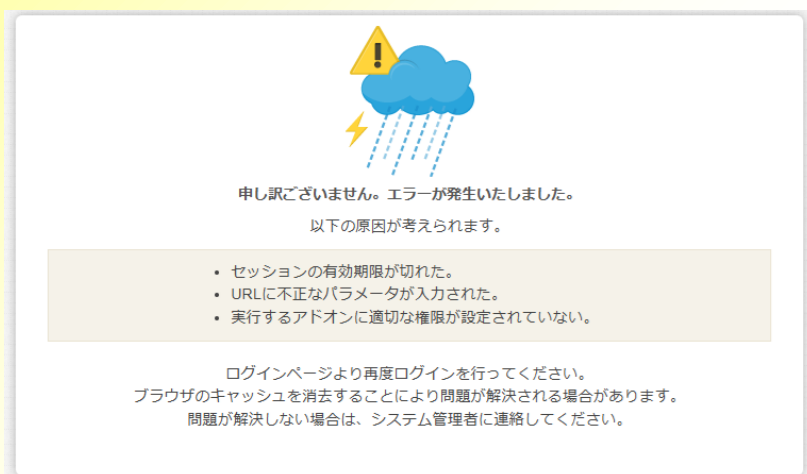 申し訳ございません。エラーが発生いたしました。
以下の原因が考えられます。
• セッションの有効期限が切れた。
• URLに不正なパラメータが入力された。
• 実行するアドオンに適切な権限が設定されていない。
ログインページより再度ログインを行ってください。
ブラウザのキャッシュを消去することにより問題が解決される場合があります。
問題が解決しない場合は、システム管理者に連絡してください。